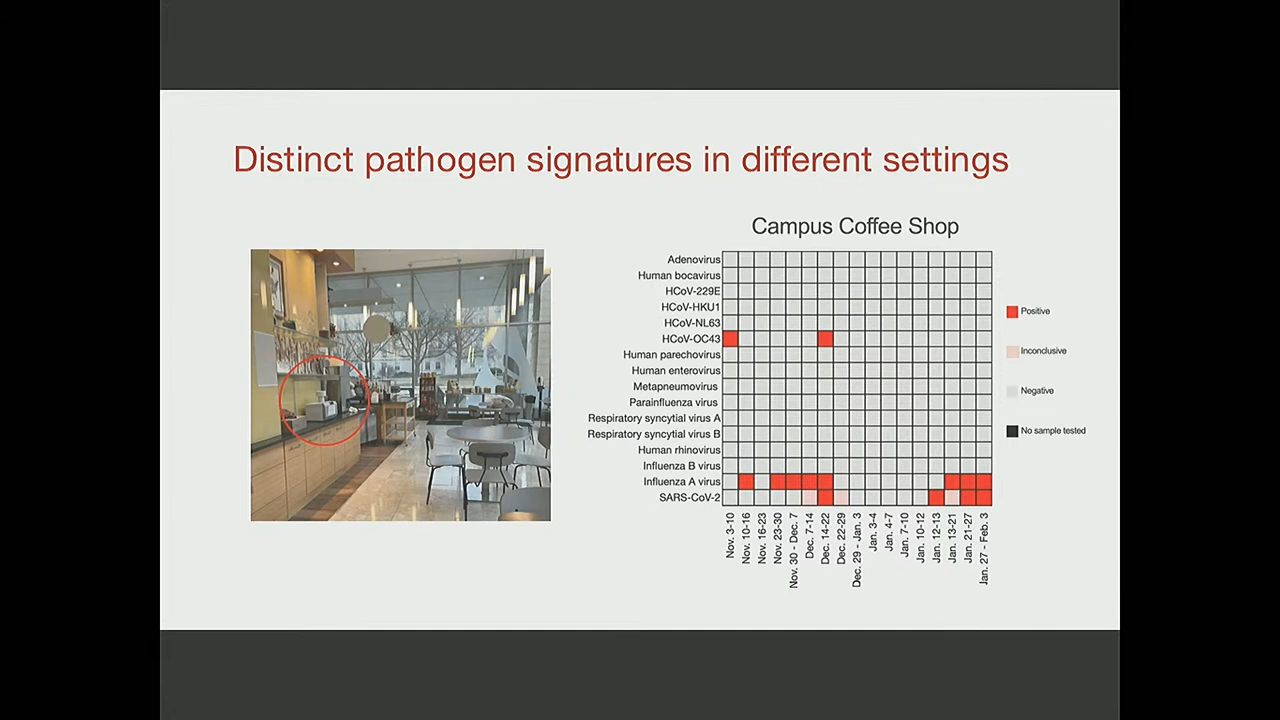 Distinct pathogen signatures in different settings
Campus Coffee Shop
Adenovirus
Human bocavirus
HCoV-229E
HCoV-HKU1
HCoV-NL63
HCoV-OC43
Human parechovirus
Human enterovirus
Metapneumovirus
Parainfluenza virus
Respiratory syncytial virus A
Respiratory syncytial virus B
Human rhinovirus
Influenza B virus
Influenza A virus
SARS-CoV-2
Nov. 3-10
Nov. 10-16
Nov. 16-23
Nov. 23-30
Nov. 30 - Dec. 7
Dec. 7-14
Dec. 14-22
Dec. 22-29
Dec. 29 - Jan. 3
Jan. 3-4
Jan. 4-7
Jan. 7-10
Jan. 10-12
Jan. 12-13
Jan. 13-21
Jan. 21-27
Jan. 27 - Feb. 3
Positive
Inconclusive
Negative
No sample tested